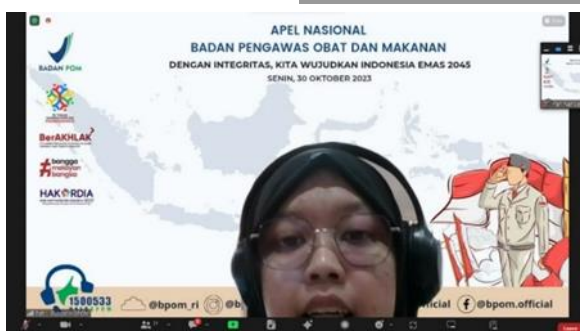 APEL NASIONAL
BADAN PENGAWAS OBAT DAN MAKANAN
DENGAN INTEGRITAS, KITA WUJUDKAN INDONESIA EMAS 2045
SENIN, 30 OKTOBER 2023
BADAN POM
BerAKHLAK
bangga
melayani
bangsa
HAKORDIA
1500533
@bpom_ri
@b
icial
@bpom.official